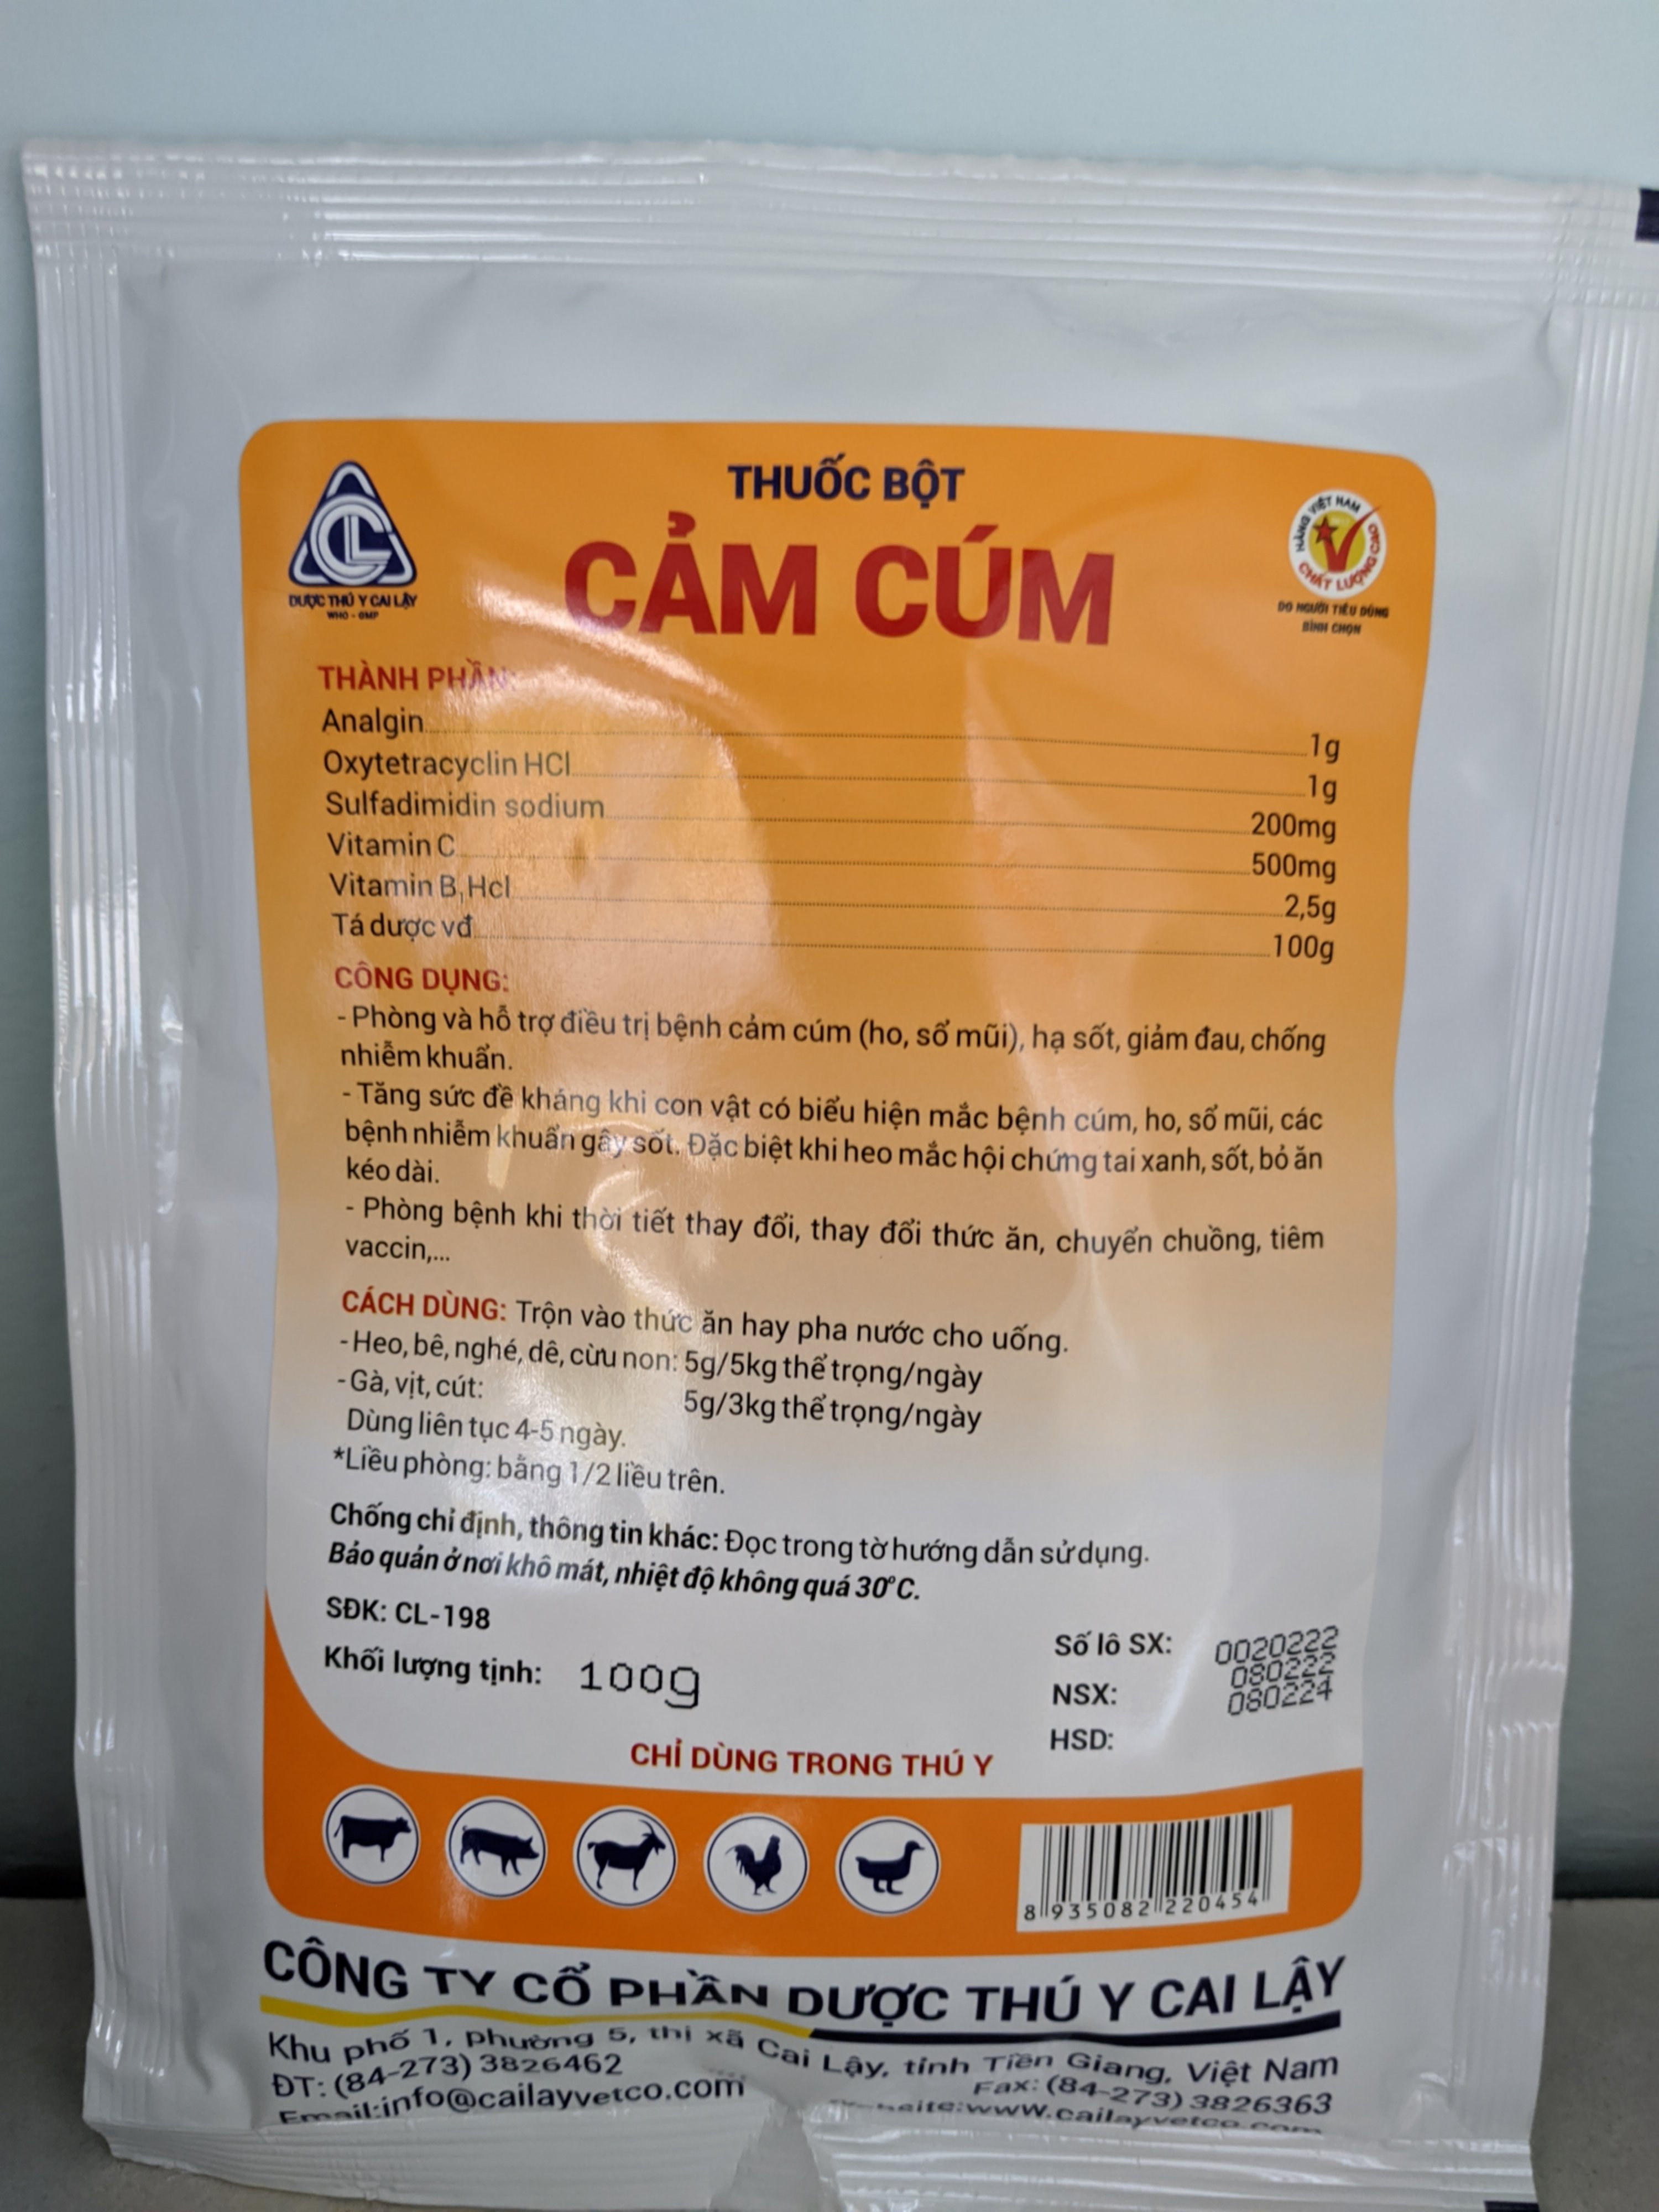 THUỐC BỘT
CẢM CÚM
DƯỢC THÚ Y CAI LẬY
WHO - GMP
HÀNG VIỆT NAM
CHẤT LƯỢNG CAO
DO NGƯỜI TIÊU DÙNG
BÌNH CHỌN
THÀNH PHẦN:
Analgin 1g
Oxytetracyclin HCl 1g
Sulfadimidin sodium 200mg
Vitamin C 500mg
Vitamin B₁Hcl 2,5g
Tá dược vđ 100g
CÔNG DỤNG:
- Phòng và hỗ trợ điều trị bệnh cảm cúm (ho, sổ mũi), hạ sốt, giảm đau, chống
nhiễm khuẩn.
- Tăng sức đề kháng khi con vật có biểu hiện mắc bệnh cúm, ho, sổ mũi, các
bệnh nhiễm khuẩn gây sốt. Đặc biệt khi heo mắc hội chứng tai xanh, sốt, bỏ ăn
kéo dài.
- Phòng bệnh khi thời tiết thay đổi, thay đổi thức ăn, chuyển chuồng, tiêm
vaccin,...
CÁCH DÙNG: Trộn vào thức ăn hay pha nước cho uống.
- Heo, bê, nghé, dê, cừu non: 5g/5kg thể trọng/ngày
- Gà, vịt, cút: 5g/3kg thể trọng/ngày
Dùng liên tục 4-5 ngày.
*Liều phòng: bằng 1/2 liều trên.
Chống chỉ định, thông tin khác: Đọc trong tờ hướng dẫn sử dụng.
Bảo quản ở nơi khô mát, nhiệt độ không quá 30°C.
SĐK: CL-198
Khối lượng tịnh: 100g
Số lô SX: 0020222
NSX: 080222
HSD: 080224
CHỈ DÙNG TRONG THÚ Y
8 935082 220454
CÔNG TY CỔ PHẦN DƯỢC THÚ Y CAI LẬY
Khu phố 1, phường 5, thị xã Cai Lậy, tỉnh Tiền Giang, Việt Nam
ĐT: (84-273) 3826462 Fax: (84-273) 3826363
Email:info@cailayvetco.com Website:www.cailayvetco.com